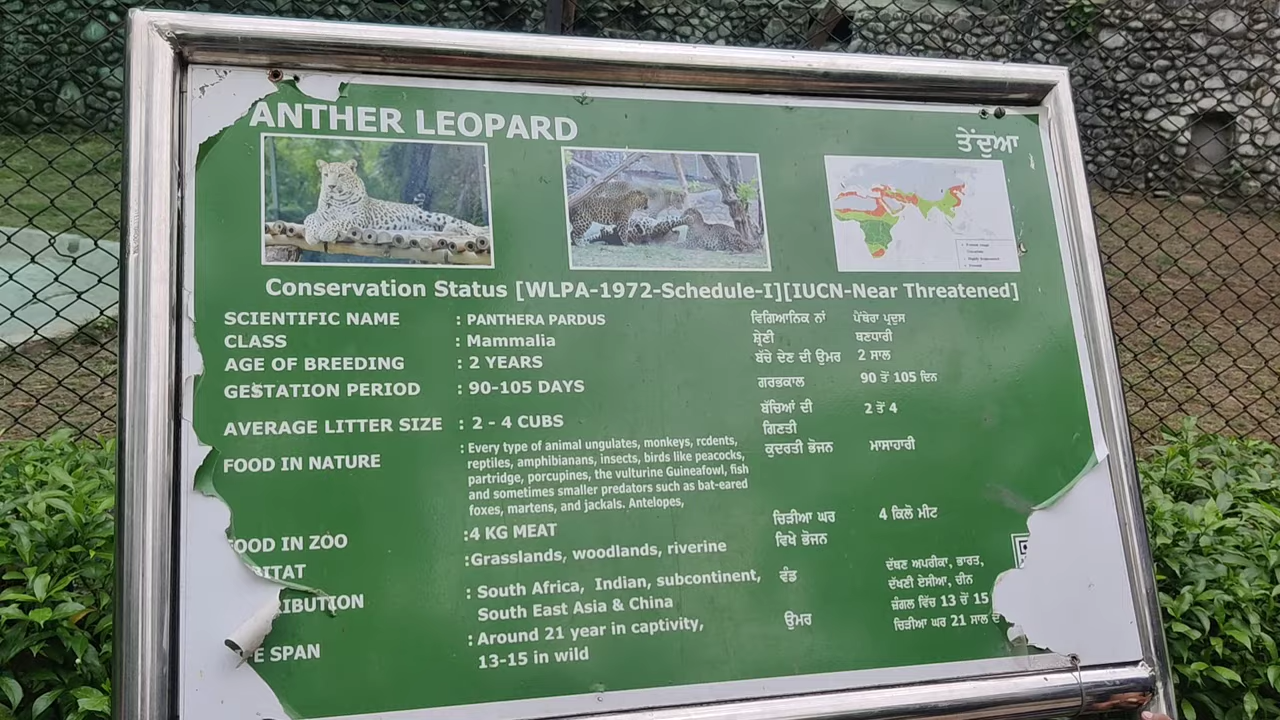 ANTHER LEOPARD
ਤੇਂਦੂਆ
Conservation Status [WLPA-1972-Schedule-I][IUCN-Near Threatened]
SCIENTIFIC NAME : PANTHERA PARDUS
CLASS : Mammalia
AGE OF BREEDING : 2 YEARS
GESTATION PERIOD : 90-105 DAYS
AVERAGE LITTER SIZE : 2 - 4 CUBS
FOOD IN NATURE : Every type of animal ungulates, monkeys, rcdents,
reptiles, amphibianans, insects, birds like peacocks,
partridge, porcupines, the vulturine Guineafowl, fish
and sometimes smaller predators such as bat-eared
foxes, martens, and jackals. Antelopes,
OOD IN ZOO :4 KG MEAT
BITAT :Grasslands, woodlands, riverine
RIBUTION : South Africa, Indian, subcontinent,
South East Asia & China
E SPAN : Around 21 year in captivity,
13-15 in wild
ਵਿਗਿਆਨਿਕ ਨਾਂ ਪੈਂਥੇਰਾ ਪ੍ਰਦੁਸ
ਸ਼੍ਰੇਣੀ ਥਣਧਾਰੀ
ਬੱਚੇ ਦੇਣ ਦੀ ਉਮਰ 2 ਸਾਲ
ਗਰਭਕਾਲ 90 ਤੋਂ 105 ਦਿਨ
ਬੱਚਿਆਂ ਦੀ 2 ਤੋਂ 4
ਗਿਣਤੀ
ਕੁਦਰਤੀ ਭੋਜਨ ਮਾਸਾਹਾਰੀ
ਚਿੜੀਆ ਘਰ 4 ਕਿਲੋ ਮੀਟ
ਵਿਖੇ ਭੋਜਨ
ਵੰਡ ਦੱਥਣ ਅਪਰੀਕਾ, ਭਾਰਤ,
ਦੱਖਣੀ ਏਸੀਆ, ਚੀਨ
ਉਮਰ ਜ਼ੰਗਲ ਵਿੱਚ 13 ਚੋਂ 15
ਚਿੜੀਆ ਘਰ 21 ਸਾਲ ਦ